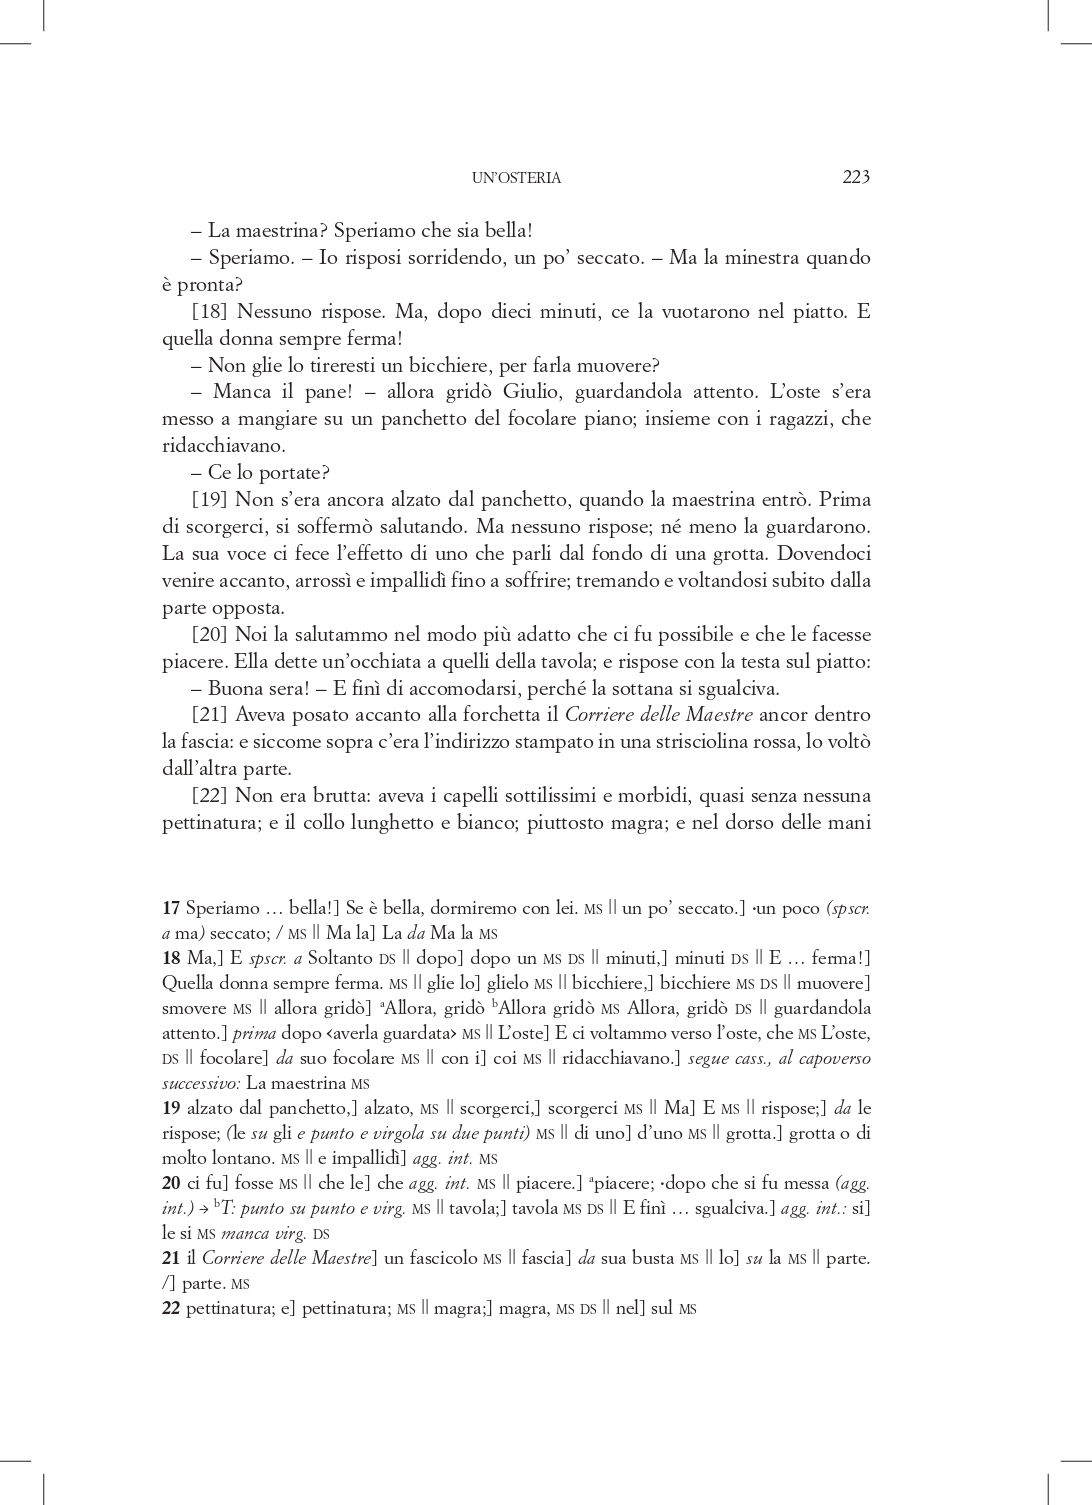 UN’OSTERIA 223
– La maestrina? Speriamo che sia bella!
– Speriamo. – Io risposi sorridendo, un po’ seccato. – Ma la minestra quando
è pronta?
[18] Nessuno rispose. Ma, dopo dieci minuti, ce la vuotarono nel piatto. E
quella donna sempre ferma!
– Non glie lo tireresti un bicchiere, per farla muovere?
– Manca il pane! – allora gridò Giulio, guardandola attento. L’oste s’era
messo a mangiare su un panchetto del focolare piano; insieme con i ragazzi, che
ridacchiavano.
– Ce lo portate?
[19] Non s’era ancora alzato dal panchetto, quando la maestrina entrò. Prima
di scorgerci, si soffermò salutando. Ma nessuno rispose; né meno la guardarono.
La sua voce ci fece l’effetto di uno che parli dal fondo di una grotta. Dovendoci
venire accanto, arrossì e impallidì fino a soffrire; tremando e voltandosi subito dalla
parte opposta.
[20] Noi la salutammo nel modo più adatto che ci fu possibile e che le facesse
piacere. Ella dette un’occhiata a quelli della tavola; e rispose con la testa sul piatto:
– Buona sera! – E finì di accomodarsi, perché la sottana si sgualciva.
[21] Aveva posato accanto alla forchetta il Corriere delle Maestre ancor dentro
la fascia: e siccome sopra c’era l’indirizzo stampato in una strisciolina rossa, lo voltò
dall’altra parte.
[22] Non era brutta: aveva i capelli sottilissimi e morbidi, quasi senza nessuna
pettinatura; e il collo lunghetto e bianco; piuttosto magra; e nel dorso delle mani
17 Speriamo … bella!] Se è bella, dormiremo con lei. MS || un po’ seccato.] ·un poco (spscr.
a ma) seccato; / MS || Ma la] La da Ma la MS
18 Ma,] E spscr. a Soltanto DS || dopo] dopo un MS DS || minuti,] minuti DS || E … ferma!]
Quella donna sempre ferma. MS || glie lo] glielo MS || bicchiere,] bicchiere MS DS || muovere]
smovere MS || allora gridò] ᵃAllora, gridò ᵇAllora gridò MS Allora, gridò DS || guardandola
attento.] prima dopo ‹averla guardata› MS || L’oste] E ci voltammo verso l’oste, che MS L’oste,
DS || focolare] da suo focolare MS || con i] coi MS || ridacchiavano.] segue cass., al capoverso
successivo: La maestrina MS
19 alzato dal panchetto,] alzato, MS || scorgerci,] scorgerci MS || Ma] E MS || rispose;] da le
rispose; (le su gli e punto e virgola su due punti) MS || di uno] d’uno MS || grotta.] grotta o di
molto lontano. MS || e impallidì] agg. int. MS
20 ci fu] fosse MS || che le] che agg. int. MS || piacere.] ᵃpiacere; ·dopo che si fu messa (agg.
int.) → ᵇT: punto su punto e virg. MS || tavola;] tavola MS DS || E finì … sgualciva.] agg. int.: si]
le si MS manca virg. DS
21 il Corriere delle Maestre] un fascicolo MS || fascia] da sua busta MS || lo] su la MS || parte.
/] parte. MS
22 pettinatura; e] pettinatura; MS || magra;] magra, MS DS || nel] sul MS